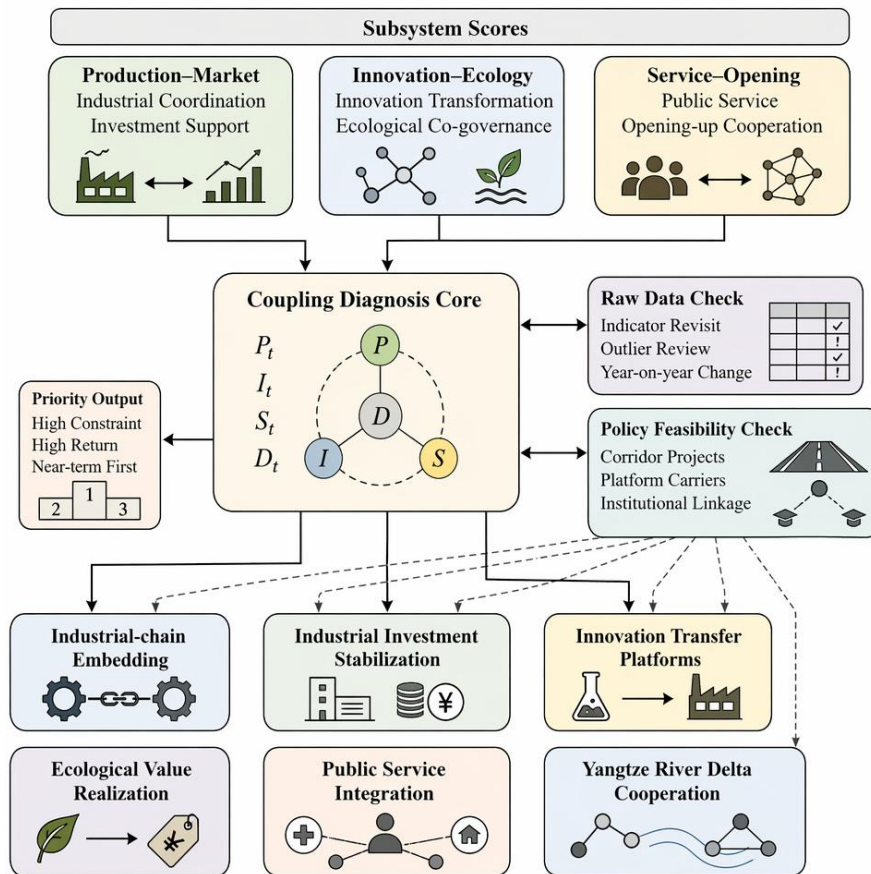 Subsystem Scores
Production–Market
Industrial Coordination
Investment Support
Innovation–Ecology
Innovation Transformation
Ecological Co-governance
Service–Opening
Public Service
Opening-up Cooperation
Coupling Diagnosis Core
P_t
I_t
S_t
D_t
P
D
I
S
Raw Data Check
Indicator Revisit
Outlier Review
Year-on-year Change
✓
!
✓
!
Priority Output
High Constraint
High Return
Near-term First
1
2
3
Policy Feasibility Check
Corridor Projects
Platform Carriers
Institutional Linkage
Industrial-chain
Embedding
Industrial Investment
Stabilization
¥
Innovation Transfer
Platforms
Ecological Value
Realization
¥
Public Service
Integration
Yangtze River Delta
Cooperation